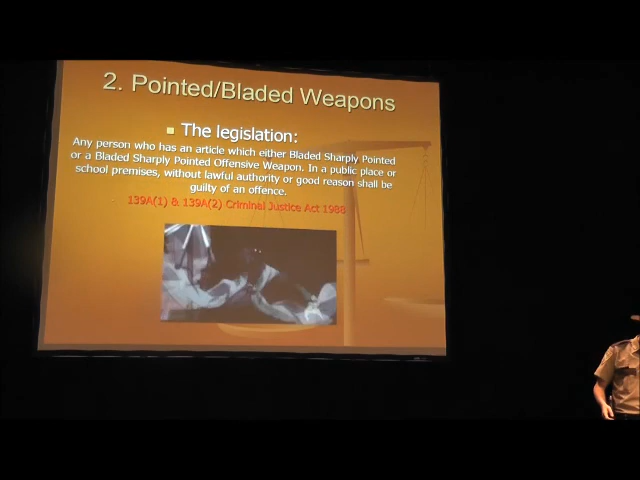 2. Pointed/Bladed Weapons
The legislation:
Any person who has an article which either Bladed Sharply Pointed
or a Bladed Sharply Pointed Offensive Weapon. In a public place or
school premises, without lawful authority or good reason shall be
guilty of an offence.
139A(1) & 139A(2) Criminal Justice Act 1988